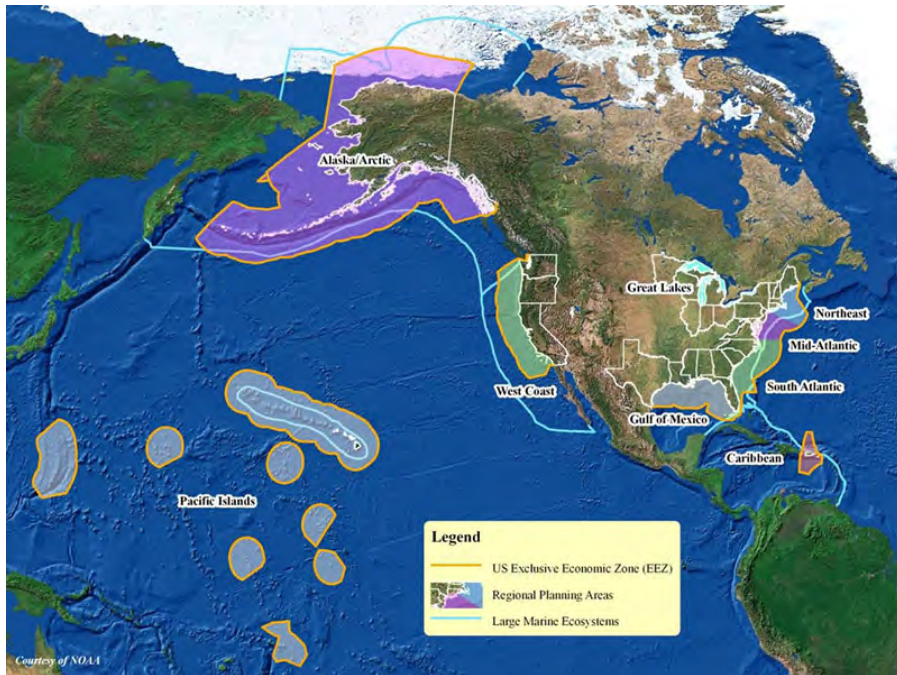 Alaska/Arctic
Great Lakes
Northeast
Mid-Atlantic
West Coast
South Atlantic
Gulf of Mexico
Caribbean
Pacific Islands
Legend
US Exclusive Economic Zone (EEZ)
Regional Planning Areas
Large Marine Ecosystems
Courtesy of NOAA